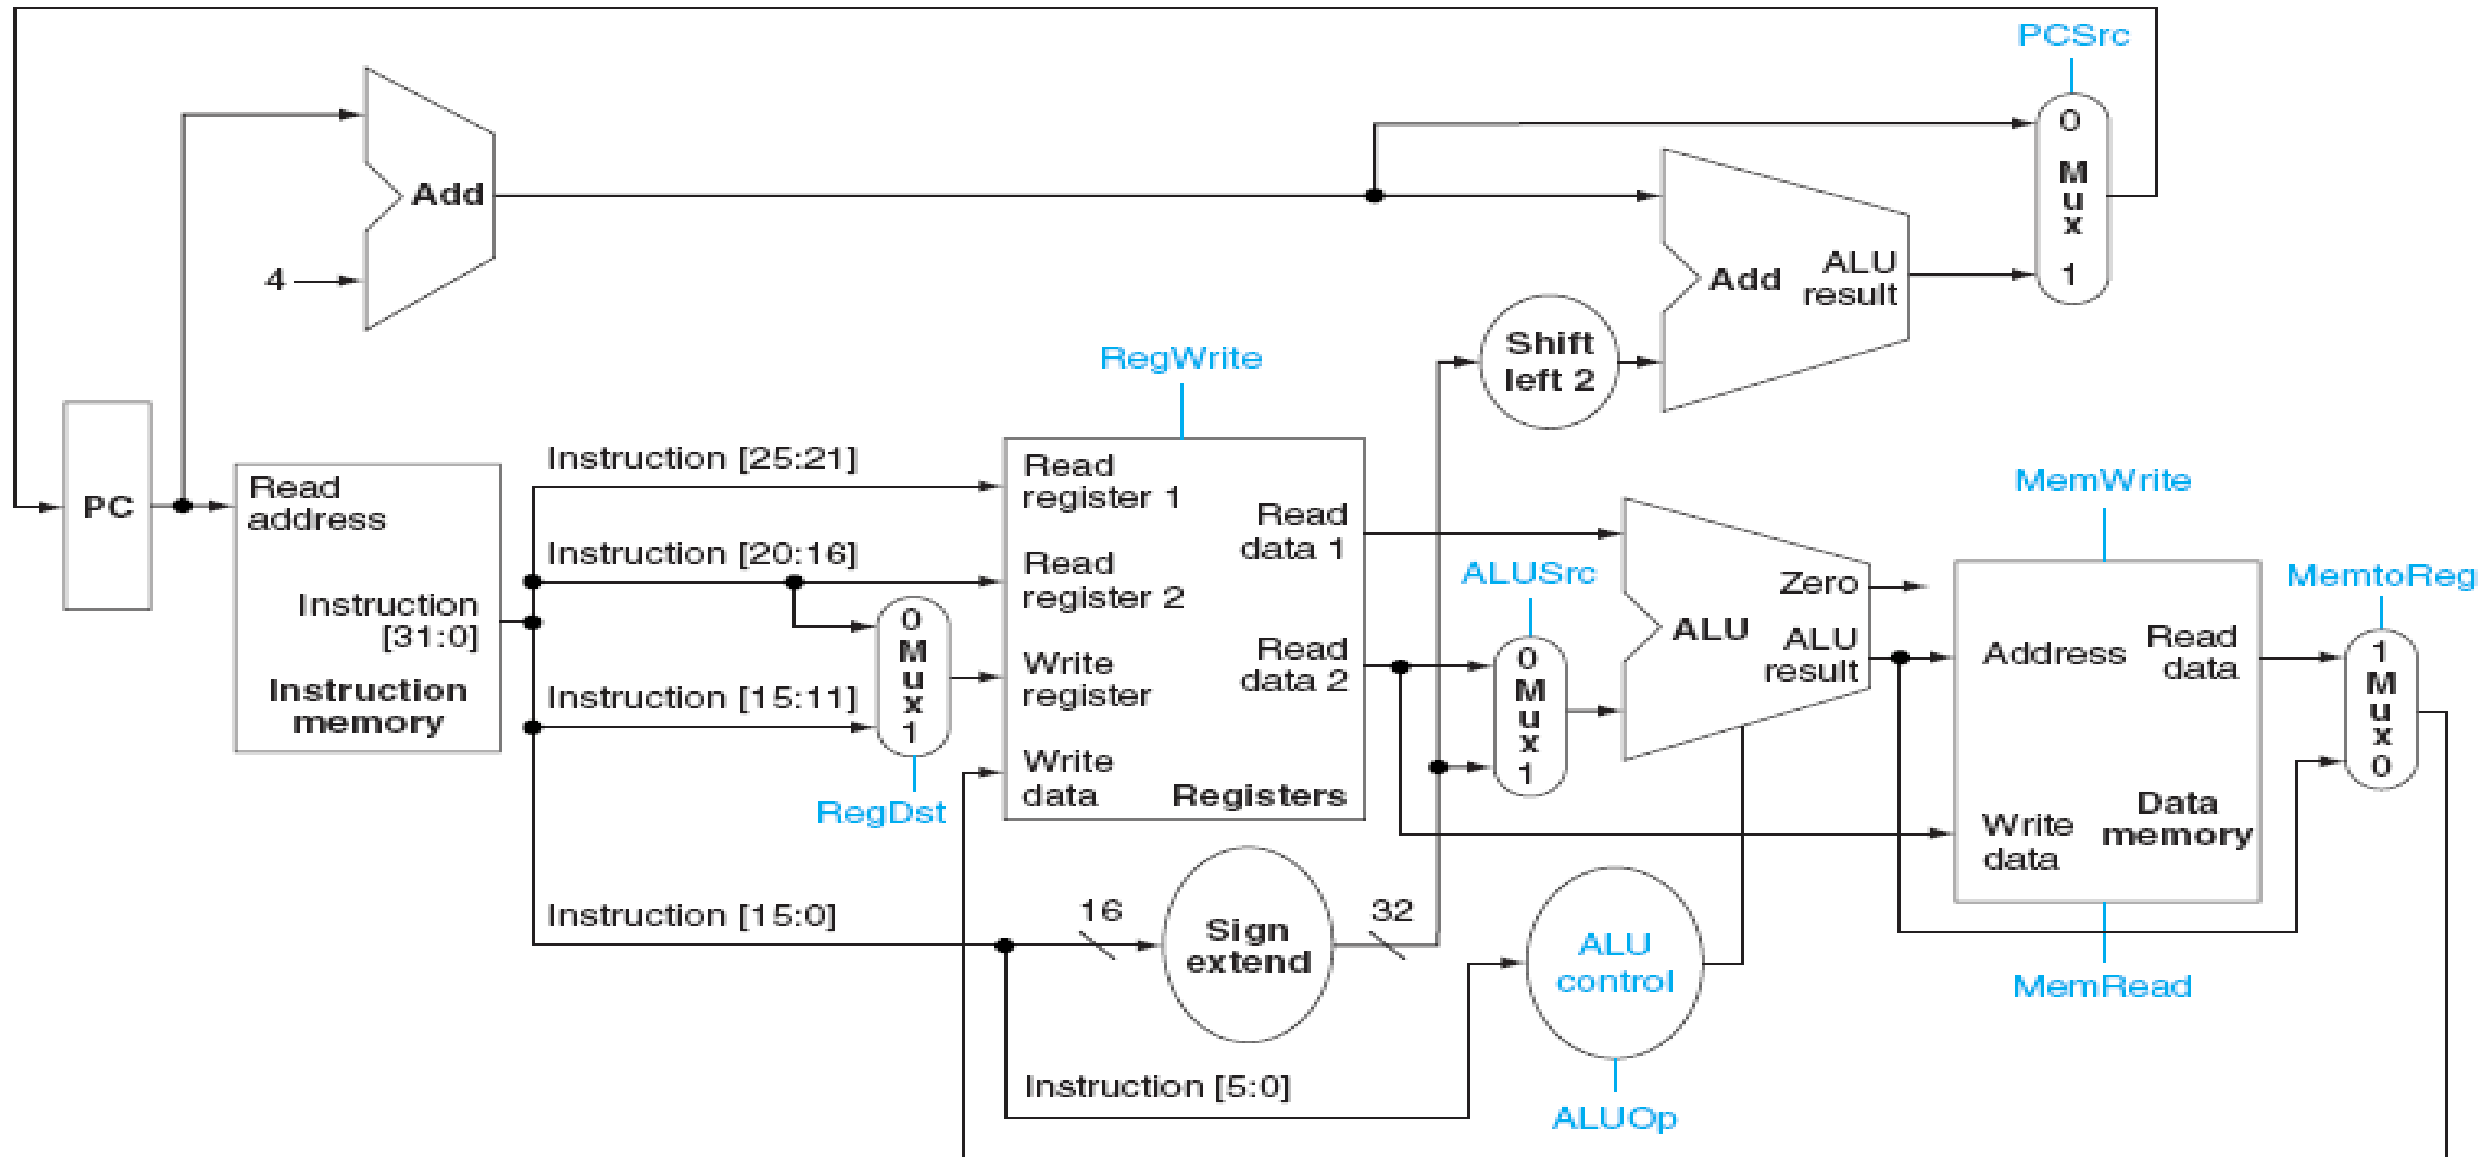 PCSrc
0
M
u
x
1
Add
4
Add
ALU
result
Shift
left 2
RegWrite
PC
Read
address
Instruction
[31:0]
Instruction
memory
Instruction [25:21]
Instruction [20:16]
Instruction [15:11]
Instruction [15:0]
Instruction [5:0]
0
M
u
x
1
RegDst
Read
register 1
Read
register 2
Write
register
Write
data
Read
data 1
Read
data 2
Registers
16
Sign
extend
32
ALUSrc
0
M
u
x
1
Zero
ALU
ALU
result
ALU
control
ALUOp
MemWrite
Address
Read
data
Write
data
Data
memory
MemRead
MemtoReg
1
M
u
x
0